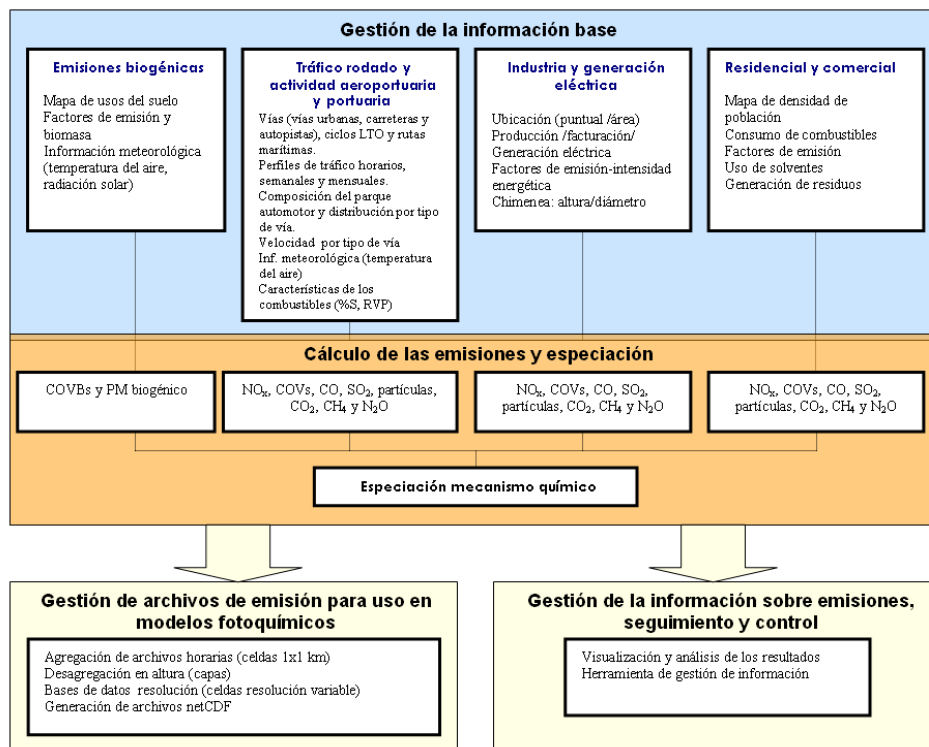 Gestión de la información base
Emisiones biogénicas
Mapa de usos del suelo
Factores de emisión y
biomasa
Información meteorológica
(temperatura del aire,
radiación solar)
Tráfico rodado y
actividad aeroportuaria
y portuaria
Vías (vías urbanas, carreteras y
autopistas), ciclos LTO y rutas
marítimas.
Perfiles de tráfico horarios,
semanales y mensuales.
Composición del parque
automotor y distribución por tipo
de vía.
Velocidad por tipo de vía
Inf. meteorológica (temperatura
del aire)
Características de los
combustibles (%S, RVP)
Industria y generación
eléctrica
Ubicación (puntual /área)
Producción /facturación/
Generación eléctrica
Factores de emisión-intensidad
energética
Chimenea: altura/diámetro
Residencial y comercial
Mapa de densidad de
población
Consumo de combustibles
Factores de emisión
Uso de solventes
Generación de residuos
Cálculo de las emisiones y especiación
COVBs y PM biogénico
NOₓ, COVs, CO, SO₂, partículas,
CO₂, CH₄ y N₂O
NOₓ, COVs, CO, SO₂,
partículas, CO₂, CH₄ y N₂O
NOₓ, COVs, CO, SO₂,
partículas, CO₂, CH₄ y N₂O
Especiación mecanismo químico
Gestión de archivos de emisión para uso en
modelos fotoquímicos
Agregación de archivos horarias (celdas 1x1 km)
Desagregación en altura (capas)
Bases de datos resolución (celdas resolución variable)
Generación de archivos netCDF
Gestión de la información sobre emisiones,
seguimiento y control
Visualización y análisis de los resultados
Herramienta de gestión de información